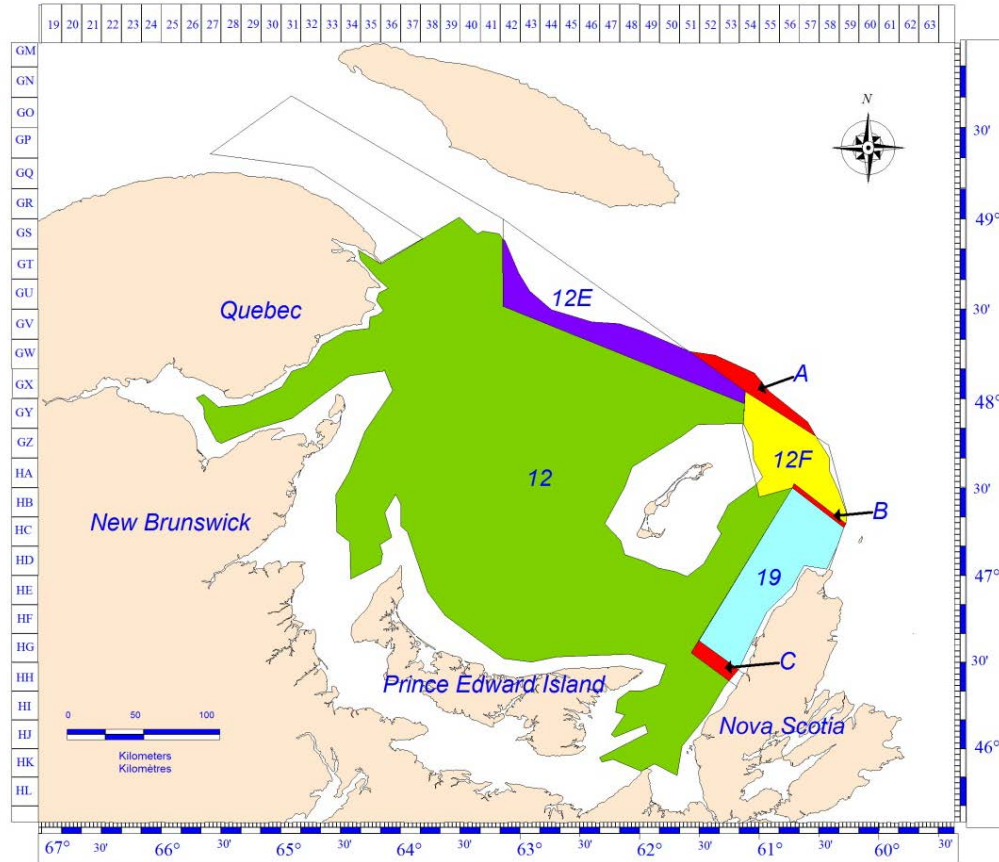 19 20 21 22 23 24 25 26 27 28 29 30 31 32 33 34 35 36 37 38 39 40 41 42 43 44 45 46 47 48 49 50 51 52 53 54 55 56 57 58 59 60 61 62 63
GM
GN
GO
GP
GQ
GR
GS
GT
GU
GV
GW
GX
GY
GZ
HA
HB
HC
HD
HE
HF
HG
HH
HI
HJ
HK
HL
N
30'
49°
30'
48°
30'
47°
30'
46°
12E
Quebec
A
12F
12
B
New Brunswick
19
C
Prince Edward Island
Nova Scotia
0 50 100
Kilometers
Kilomètres
67° 30' 66° 30' 65° 30' 64° 30' 63° 30' 62° 30' 61° 30' 60° 30'